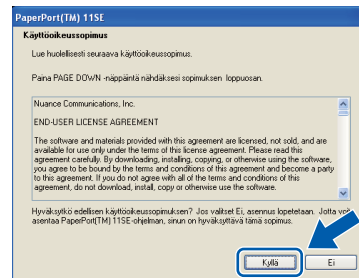 PaperPort(TM) 11SE
Käyttöoikeussopimus
Lue huolellisesti seuraava käyttöoikeussopimus.
Paina PAGE DOWN -näppäintä nähdäksesi sopimuksen loppuosan.
Nuance Communications, Inc.
END-USER LICENSE AGREEMENT
The software and materials provided with this agreement are licensed, not sold, and are
available for use only under the terms of this license agreement. Please read this
agreement carefully. By downloading, installing, copying, or otherwise using the software,
you agree to be bound by the terms and conditions of this agreement and become a party
to this agreement. If you do not agree with all of the terms and conditions of this
agreement, do not download, install, copy or otherwise use the software.
Hyväksytkö edellisen käyttöoikeussopimuksen? Jos valitset Ei, asennus lopetetaan. Jotta
asentaa PaperPort(TM) 11SE-ohjelman, sinun on hyväksyttävä tämä sopimus.
Kyllä
Ei